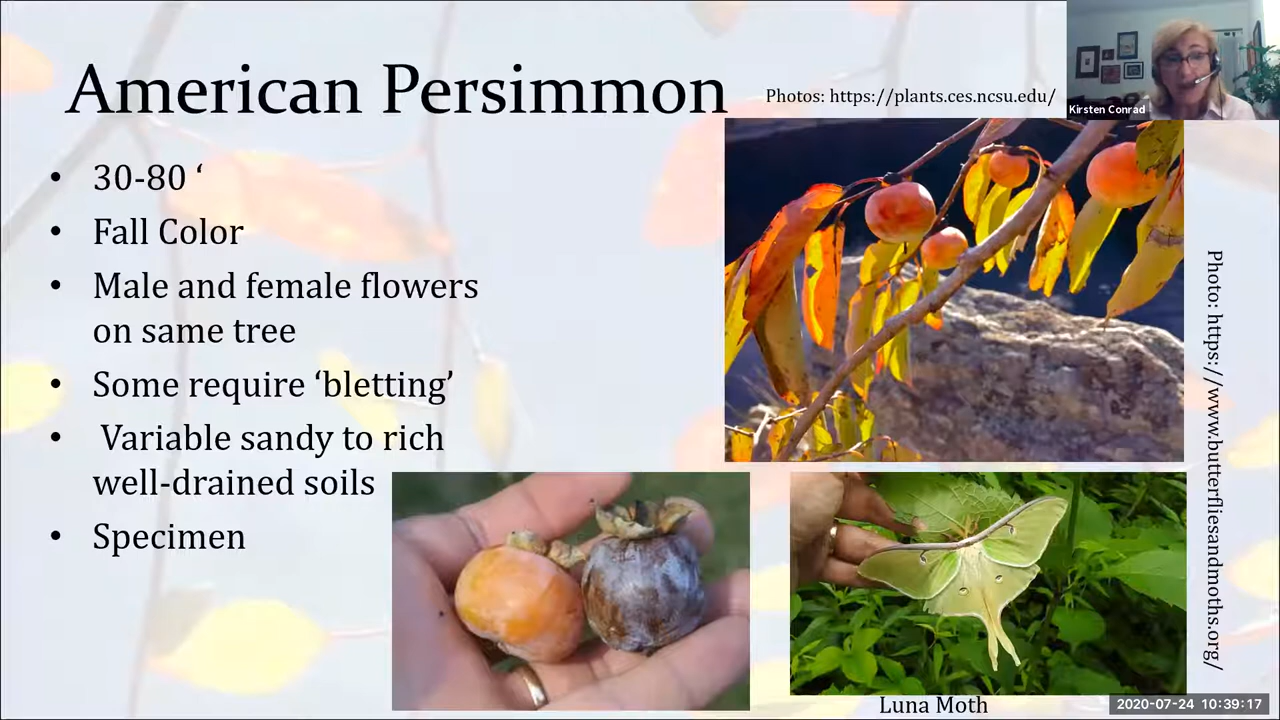 American Persimmon
Photos: https://plants.ces.ncsu.edu/
Kirsten Conrad
• 30-80 ‘
• Fall Color
• Male and female flowers
on same tree
• Some require ‘bletting’
• Variable sandy to rich
well-drained soils
• Specimen
Photo: https://www.butterfliesandmoths.org/
Luna Moth
2020-07-24 10:39:17